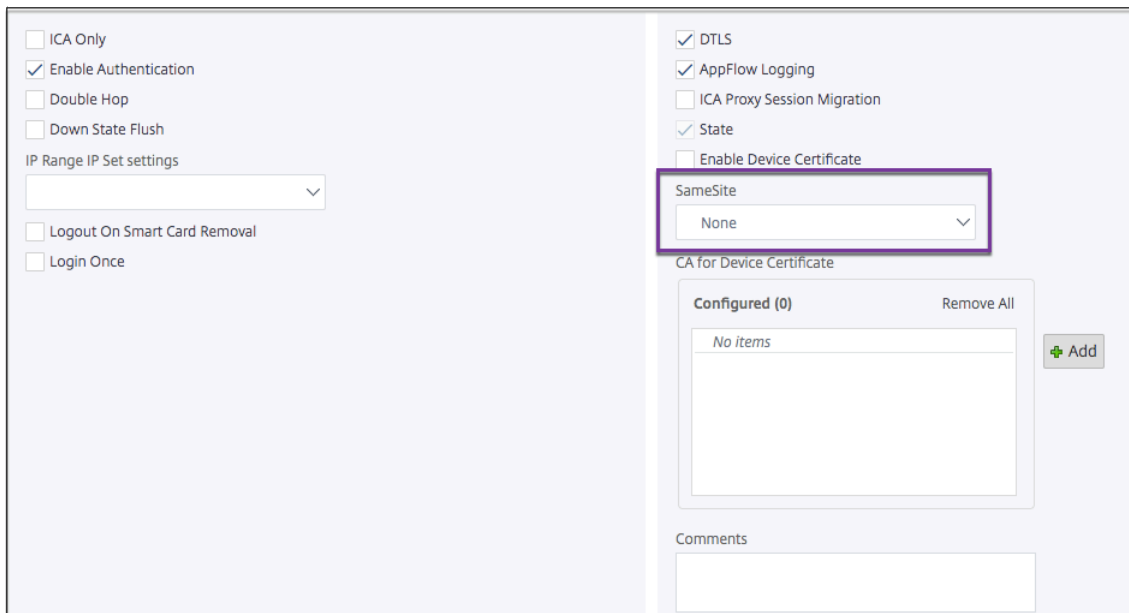 ICA Only
Enable Authentication
Double Hop
Down State Flush
IP Range IP Set settings
Logout On Smart Card Removal
Login Once
DTLS
AppFlow Logging
ICA Proxy Session Migration
State
Enable Device Certificate
SameSite
None
CA for Device Certificate
Configured (0) Remove All
No items
Add
Comments